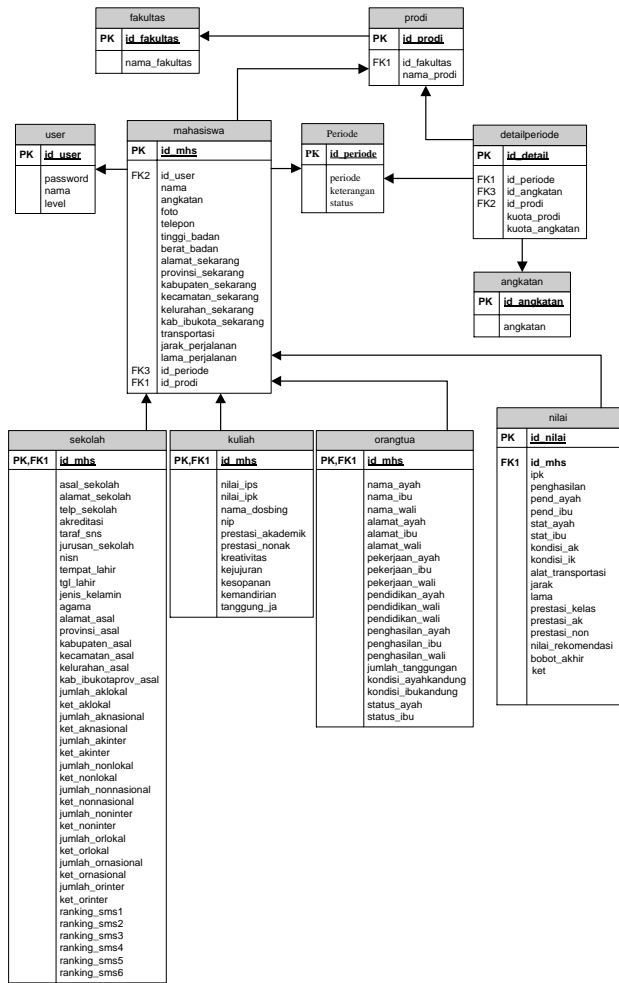 fakultas
PK id_fakultas
nama_fakultas
prodi
PK id_prodi
FK1 id_fakultas
nama_prodi
user
PK id_user
password
nama
level
mahasiswa
PK id_mhs
FK2 id_user
nama
angkatan
foto
telepon
tinggi_badan
berat_badan
alamat_sekarang
provinsi_sekarang
kabupaten_sekarang
kecamatan_sekarang
kelurahan_sekarang
kab_ibukota_sekarang
transportasi
jarak_perjalanan
lama_perjalanan
FK3 id_periode
FK1 id_prodi
Periode
PK id_periode
periode
keterangan
status
detailperiode
PK id_detail
FK1 id_periode
FK3 id_angkatan
FK2 id_prodi
kuota_prodi
kuota_angkatan
angkatan
PK id_angkatan
angkatan
sekolah
PK,FK1 id_mhs
asal_sekolah
alamat_sekolah
telp_sekolah
akreditasi
taraf_sns
jurusan_sekolah
nisn
tempat_lahir
tgl_lahir
jenis_kelamin
agama
alamat_asal
provinsi_asal
kabupaten_asal
kecamatan_asal
kelurahan_asal
kab_ibukotaprov_asal
jumlah_aklokal
ket_aklokal
jumlah_aknasional
ket_aknasional
jumlah_akinter
ket_akinter
jumlah_nonlokal
ket_nonlokal
jumlah_nonnasional
ket_nonnasional
jumlah_noninter
ket_noninter
jumlah_orlokal
ket_orlokal
jumlah_ornasional
ket_ornasional
jumlah_orinter
ket_orinter
ranking_sms1
ranking_sms2
ranking_sms3
ranking_sms4
ranking_sms5
ranking_sms6
kuliah
PK,FK1 id_mhs
nilai_ips
nilai_ipk
nama_dosbing
nip
prestasi_akademik
prestasi_nonak
kreativitas
kejujuran
kesopanan
kemandirian
tanggung_ja
orangtua
PK,FK1 id_mhs
nama_ayah
nama_ibu
nama_wali
alamat_ayah
alamat_ibu
alamat_wali
pekerjaan_ayah
pekerjaan_ibu
pekerjaan_wali
pendidikan_ayah
pendidikan_wali
pendidikan_wali
penghasilan_ayah
penghasilan_ibu
penghasilan_wali
jumlah_tanggungan
kondisi_ayahkandung
kondisi_ibukandung
status_ayah
status_ibu
nilai
PK id_nilai
FK1 id_mhs
ipk
penghasilan
pend_ayah
pend_ibu
stat_ayah
stat_ibu
kondisi_ak
kondisi_ik
alat_transportasi
jarak
lama
prestasi_kelas
prestasi_ak
prestasi_non
nilai_rekomendasi
bobot_akhir
ket